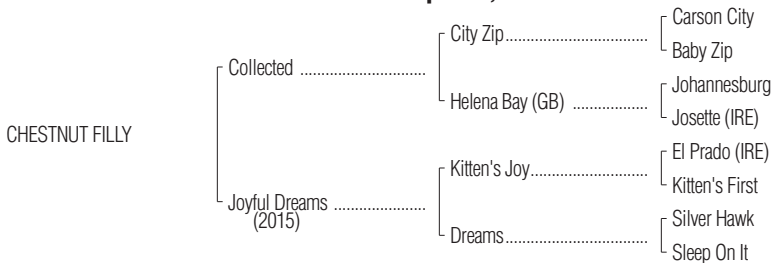 Carson City
City Zip................................................
Baby Zip
Collected ..........................................
Johannesburg
Helena Bay (GB) .........................
Josette (IRE)
CHESTNUT FILLY
El Prado (IRE)
Kitten's Joy........................................
Kitten's First
Joyful Dreams ..............................
(2015)
Silver Hawk
Dreams................................................
Sleep On It